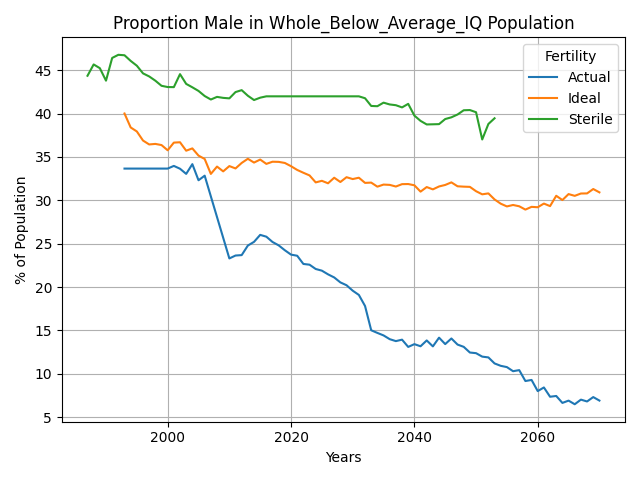 Proportion Male in Whole_Below_Average_IQ Population
Fertility
Actual
Ideal
Sterile
% of Population
45
40
35
30
25
20
15
10
5
2000 2020 2040 2060
Years